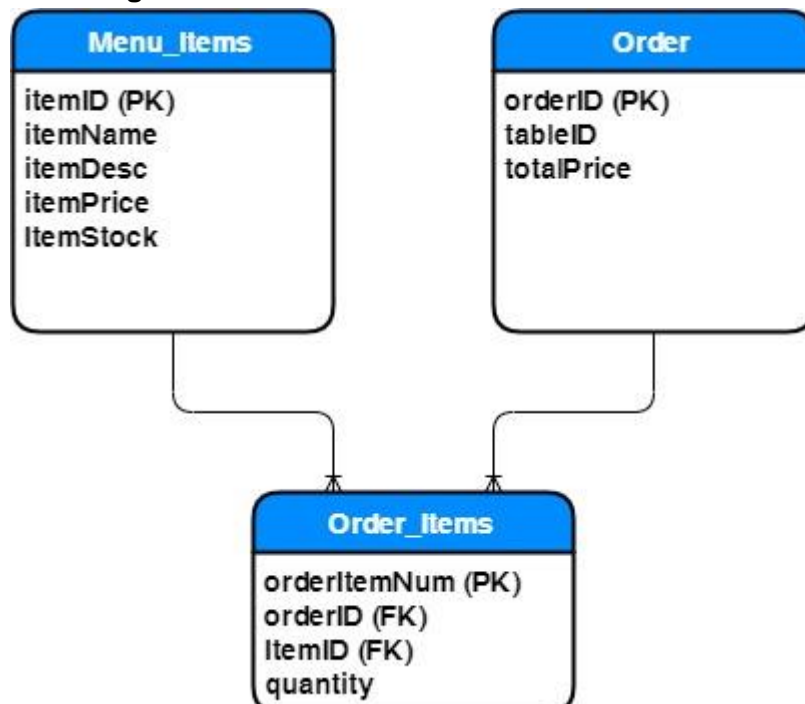 Menu_Items
itemID (PK)
itemName
itemDesc
itemPrice
ItemStock
Order
orderID (PK)
tableID
totalPrice
Order_Items
orderItemNum (PK)
orderID (FK)
ItemID (FK)
quantity